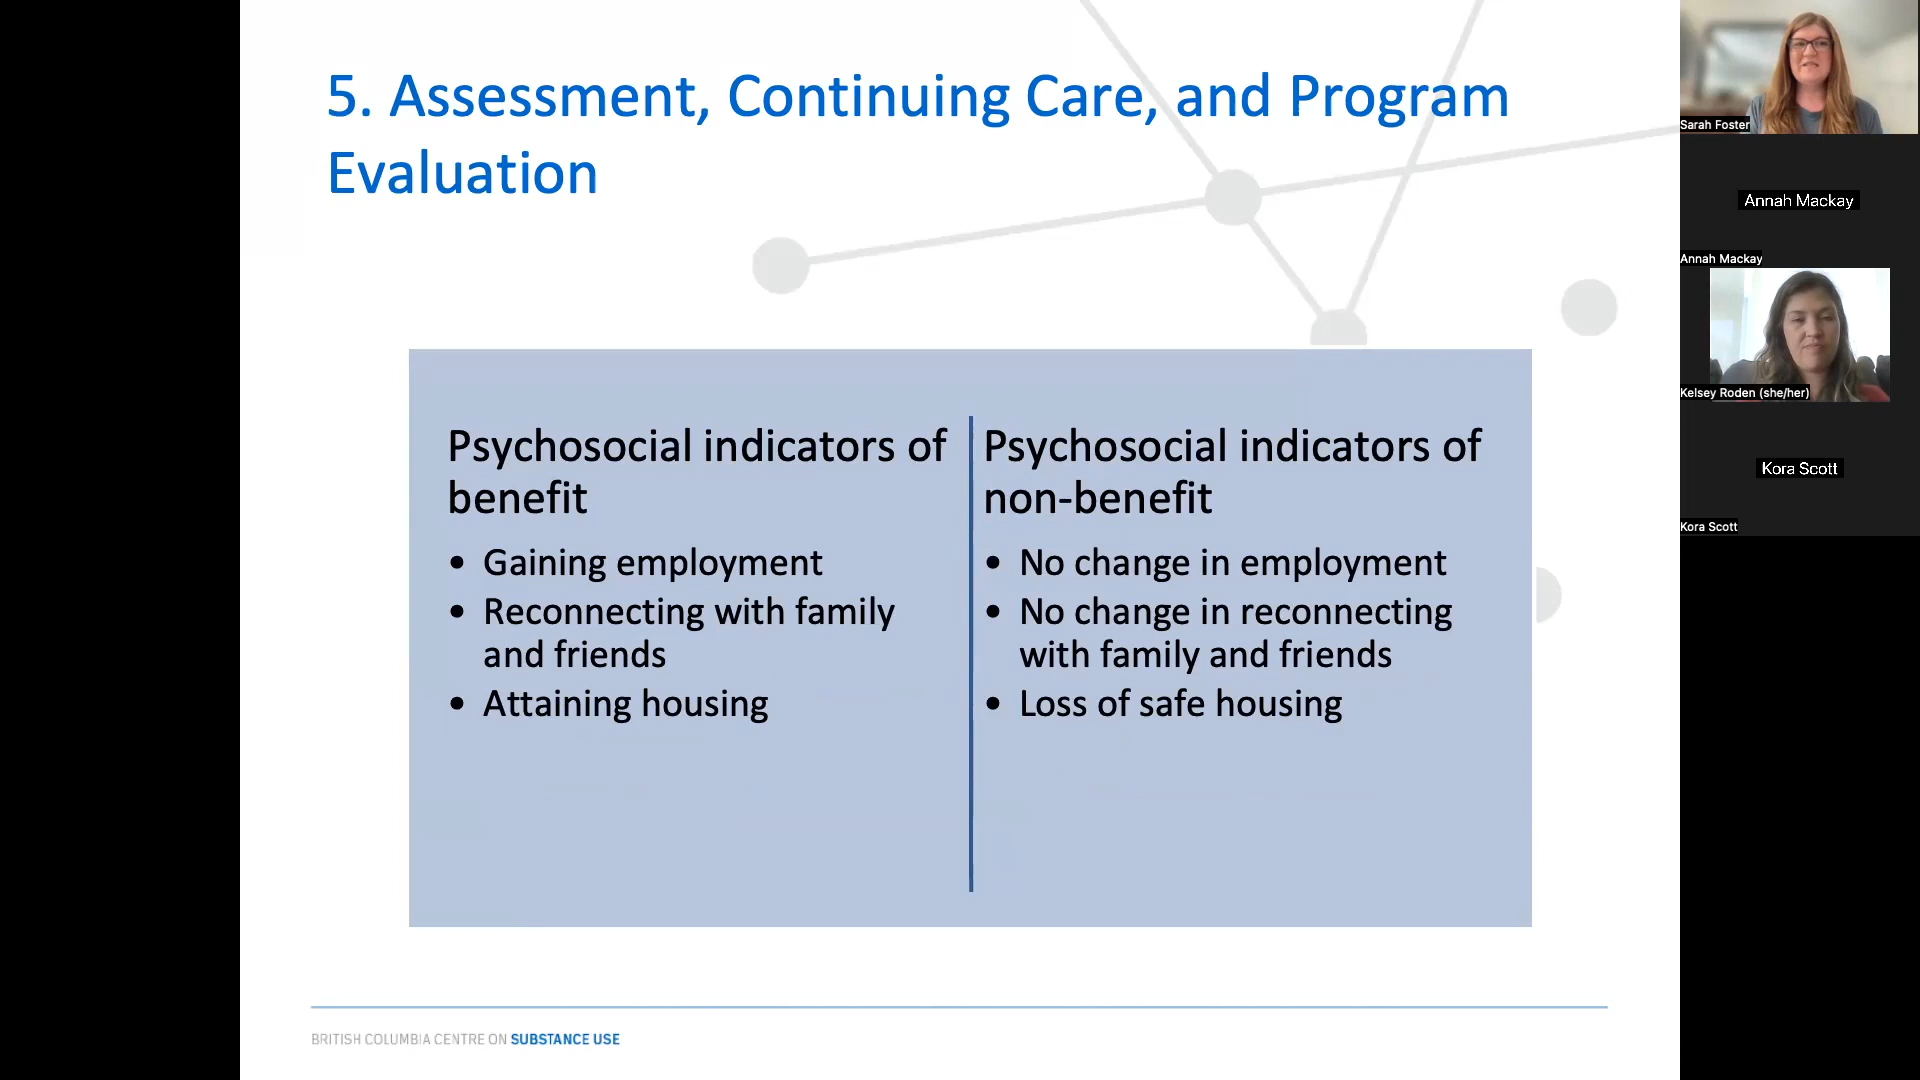 5. Assessment, Continuing Care, and Program
Evaluation
Psychosocial indicators of
benefit
• Gaining employment
• Reconnecting with family
and friends
• Attaining housing
Psychosocial indicators of
non-benefit
• No change in employment
• No change in reconnecting
with family and friends
• Loss of safe housing
BRITISH COLUMBIA CENTRE ON SUBSTANCE USE
Sarah Foster
Annah Mackay
Annah Mackay
Kelsey Roden (she/her)
Kora Scott
Kora Scott